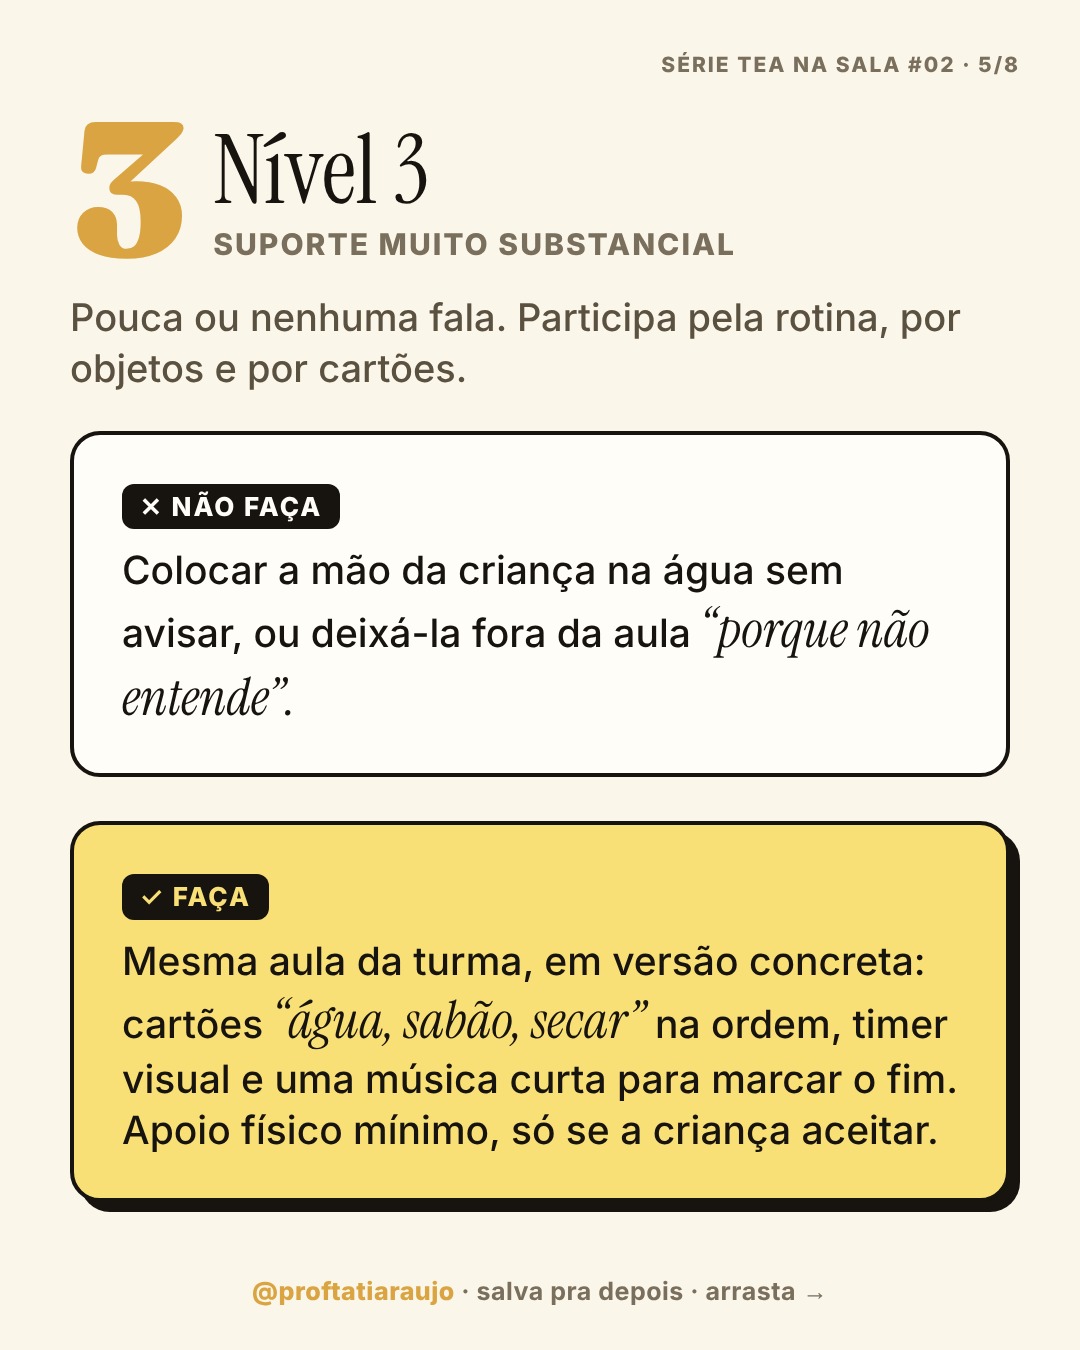 SÉRIE TEA NA SALA #02 · 5/8
3
Nível 3
SUPORTE MUITO SUBSTANCIAL
Pouca ou nenhuma fala. Participa pela rotina, por
objetos e por cartões.
✕ NÃO FAÇA
Colocar a mão da criança na água sem
avisar, ou deixá-la fora da aula “porque não
entende”.
✓ FAÇA
Mesma aula da turma, em versão concreta:
cartões “água, sabão, secar” na ordem, timer
visual e uma música curta para marcar o fim.
Apoio físico mínimo, só se a criança aceitar.
@proftatiaraujo · salva pra depois · arrasta →